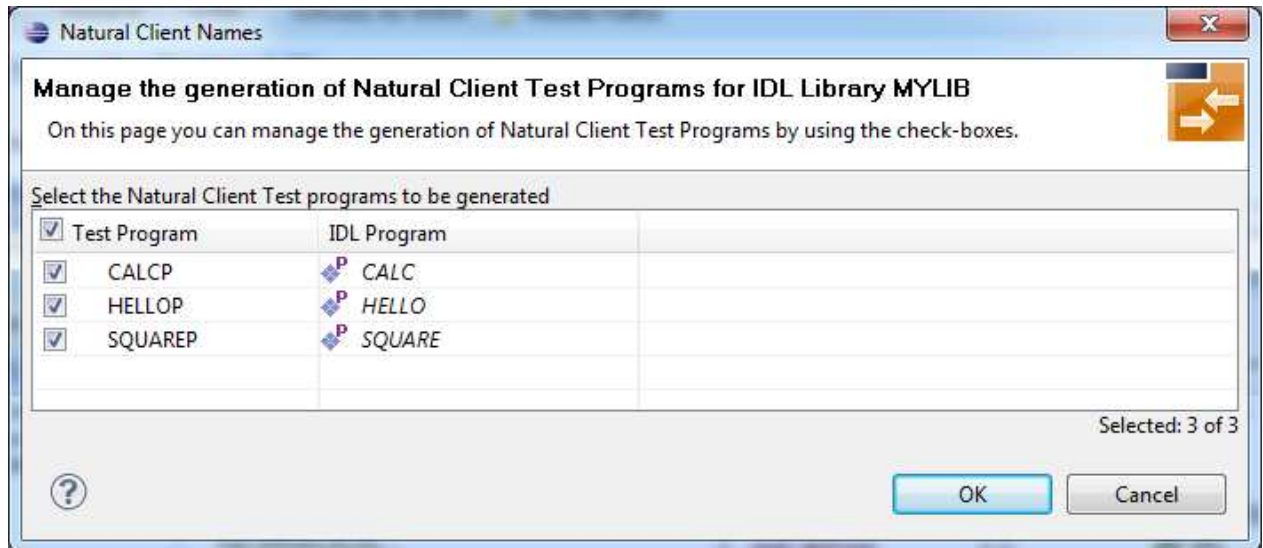 Natural Client Names
Manage the generation of Natural Client Test Programs for IDL Library MYLIB
On this page you can manage the generation of Natural Client Test Programs by using the check-boxes.
Select the Natural Client Test programs to be generated
Test Program IDL Program
CALCP P CALC
HELLOP P HELLO
SQUAREP P SQUARE
Selected: 3 of 3
? OK Cancel